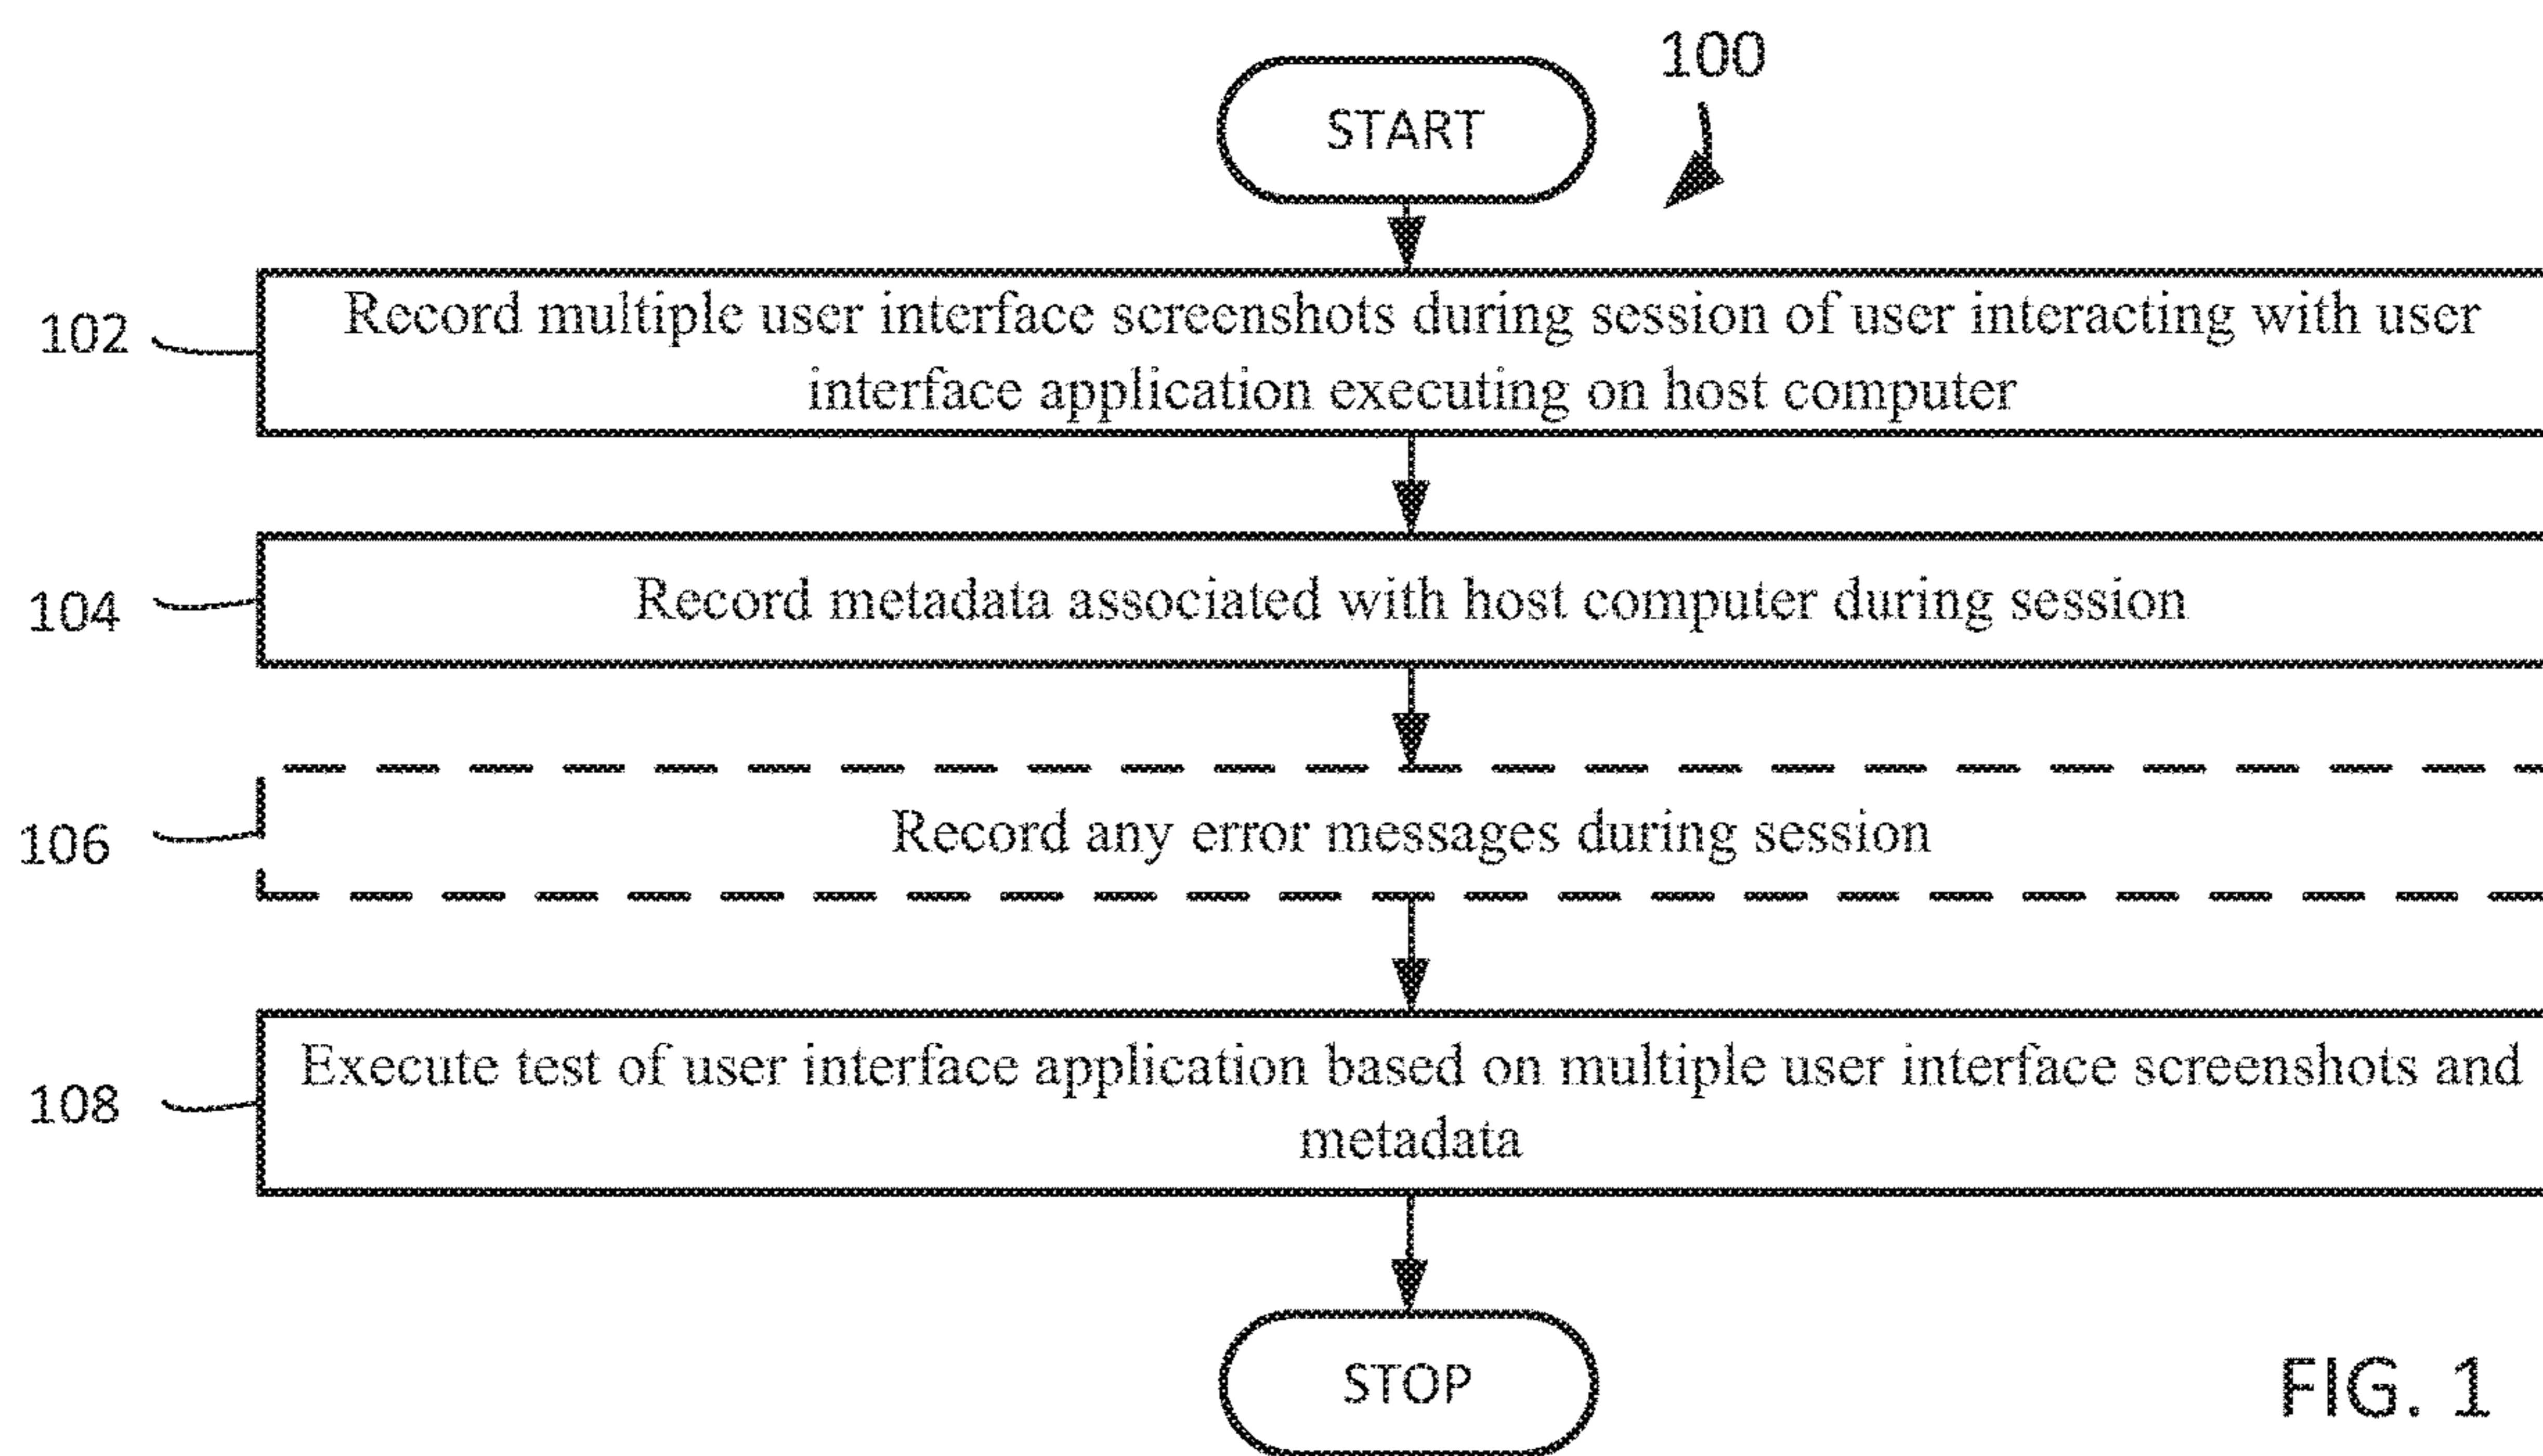 START
100
102
Record multiple user interface screenshots during session of user interacting with user
interface application executing on host computer
104
Record metadata associated with host computer during session
106
Record any error messages during session
108
Execute test of user interface application based on multiple user interface screenshots and
metadata
STOP
FIG. 1